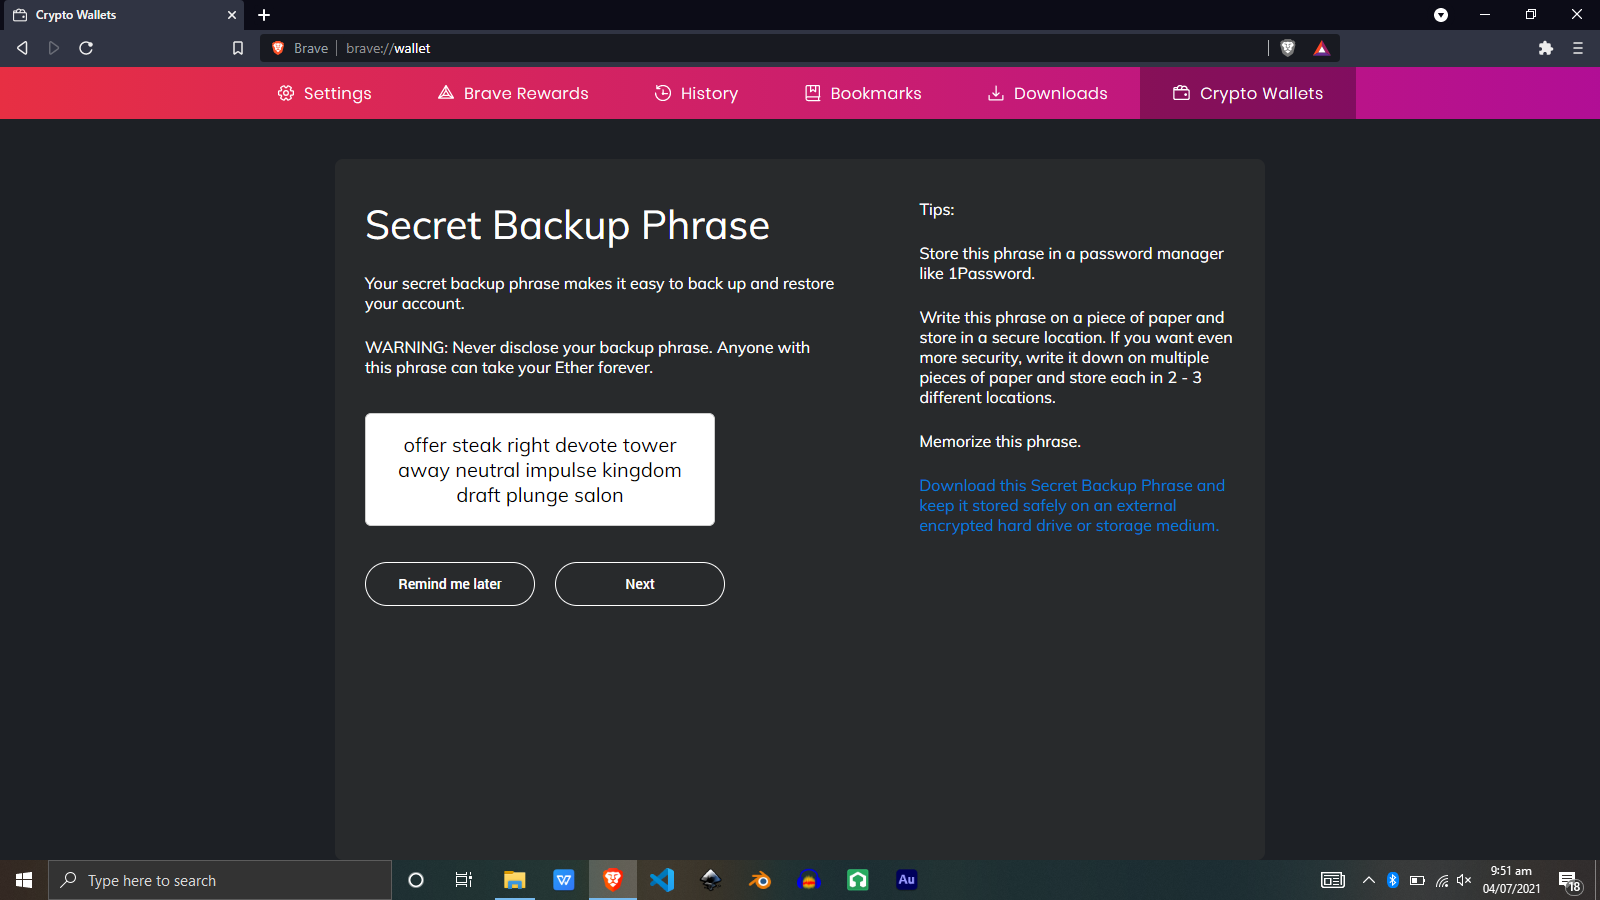 Crypto Wallets
Brave
brave://wallet
Settings
Brave Rewards
History
Bookmarks
Downloads
Crypto Wallets
Secret Backup Phrase
Your secret backup phrase makes it easy to back up and restore
your account.
WARNING: Never disclose your backup phrase. Anyone with
this phrase can take your Ether forever.
offer steak right devote tower
away neutral impulse kingdom
draft plunge salon
Remind me later
Next
Tips:
Store this phrase in a password manager
like 1Password.
Write this phrase on a piece of paper and
store in a secure location. If you want even
more security, write it down on multiple
pieces of paper and store each in 2 - 3
different locations.
Memorize this phrase.
Download this Secret Backup Phrase and
keep it stored safely on an external
encrypted hard drive or storage medium.
Type here to search
W
Au
9:51 am
04/07/2021
18